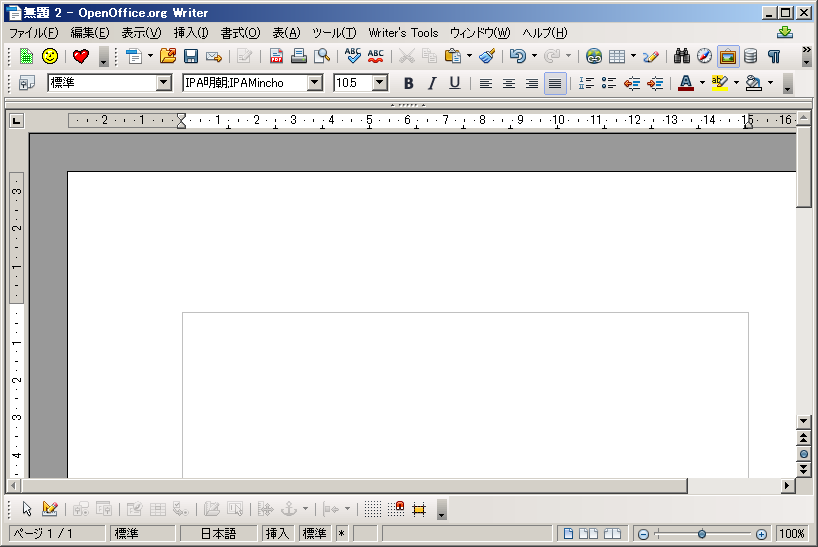 無題 2 - OpenOffice.org Writer
ファイル(F) 編集(E) 表示(V) 挿入(I) 書式(O) 表(A) ツール(T) Writer's Tools ウィンドウ(W) ヘルプ(H)
標準 IPA明朝;IPAMincho 10.5 B I U A
2 1 1 2 3 4 5 6 7 8 9 10 11 12 13 14 15 16
3
2
1
1
2
3
4
ページ 1 / 1 標準 日本語 挿入 標準 * 100%